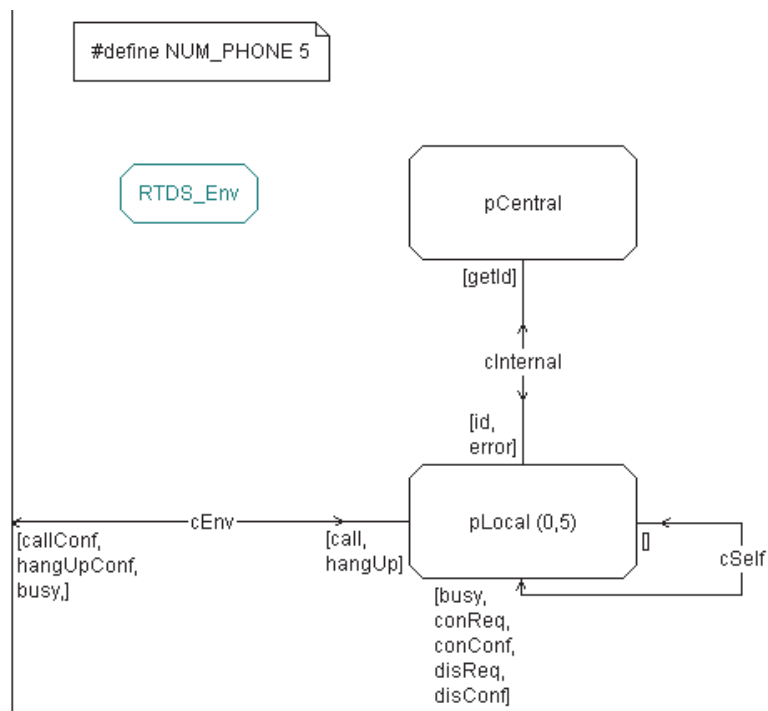 #define NUM_PHONE 5
RTDS_Env
pCentral
[getId]
cInternal
[id,
error]
cEnv
pLocal (0,5)
[callConf,
hangUpConf,
busy,]
[call,
hangUp]
[]
cSelf
[busy,
conReq,
conConf,
disReq,
disConf]